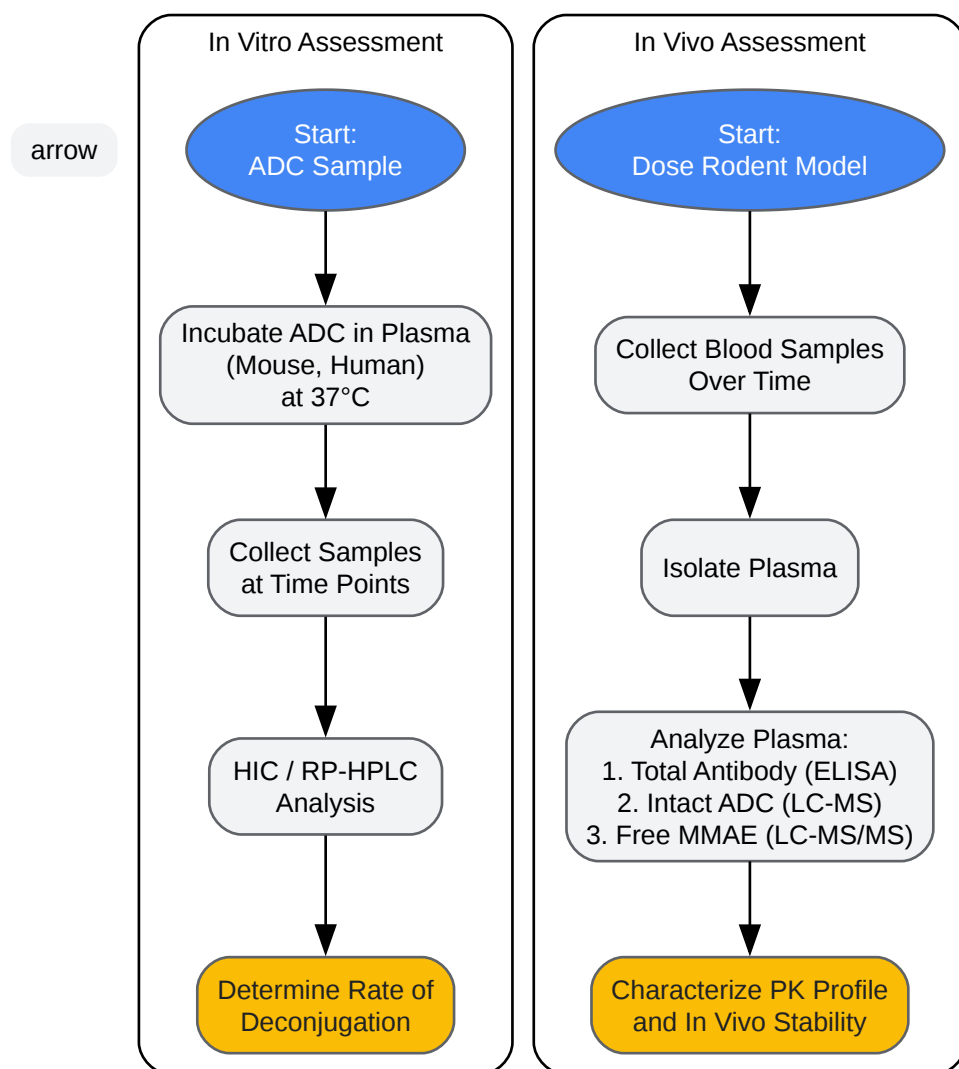 arrow
In Vitro Assessment
Start:
ADC Sample
Incubate ADC in Plasma
(Mouse, Human)
at 37°C
Collect Samples
at Time Points
HIC / RP-HPLC
Analysis
Determine Rate of
Deconjugation
In Vivo Assessment
Start:
Dose Rodent Model
Collect Blood Samples
Over Time
Isolate Plasma
Analyze Plasma:
1. Total Antibody (ELISA)
2. Intact ADC (LC-MS)
3. Free MMAE (LC-MS/MS)
Characterize PK Profile
and In Vivo Stability